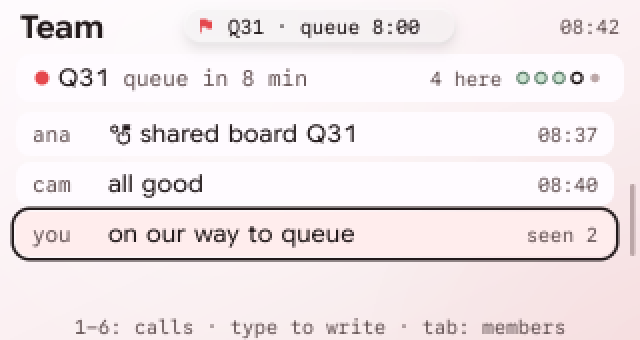 Team
Q31 · queue 8:00
08:42
Q31 queue in 8 min
4 here
ana shared board Q31 08:37
cam all good 08:40
you on our way to queue seen 2
1–6: calls · type to write · tab: members